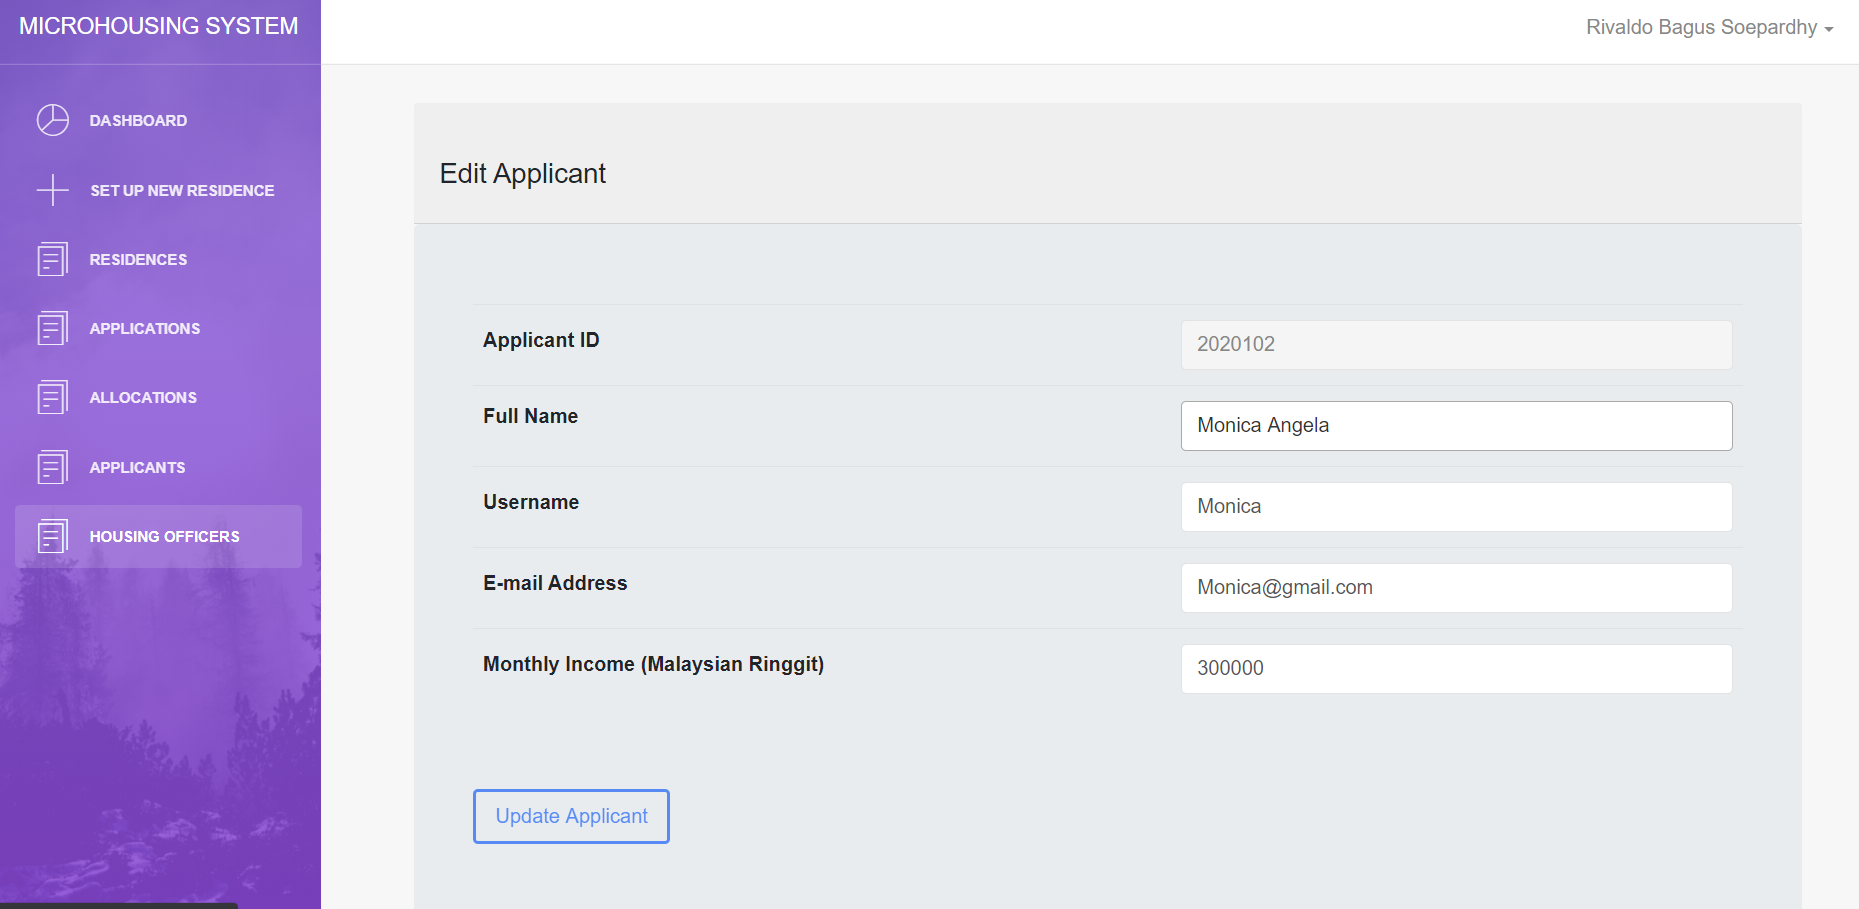 MICROHOUSING SYSTEM
Rivaldo Bagus Soepardhy
DASHBOARD
SET UP NEW RESIDENCE
RESIDENCES
APPLICATIONS
ALLOCATIONS
APPLICANTS
HOUSING OFFICERS
Edit Applicant
Applicant ID 2020102
Full Name Monica Angela
Username Monica
E-mail Address Monica@gmail.com
Monthly Income (Malaysian Ringgit) 300000
Update Applicant